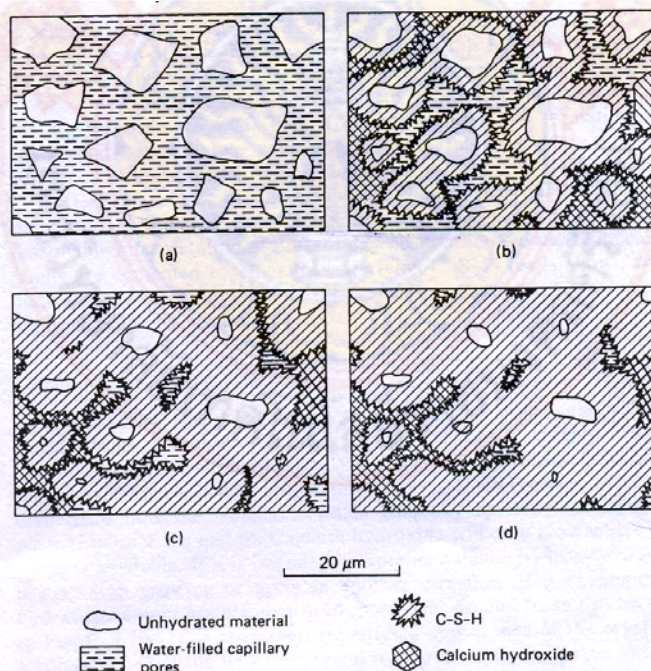 (a)
(b)
(c)
(d)
20 μm
Unhydrated material
C-S-H
Water-filled capillary
pores
Calcium hydroxide